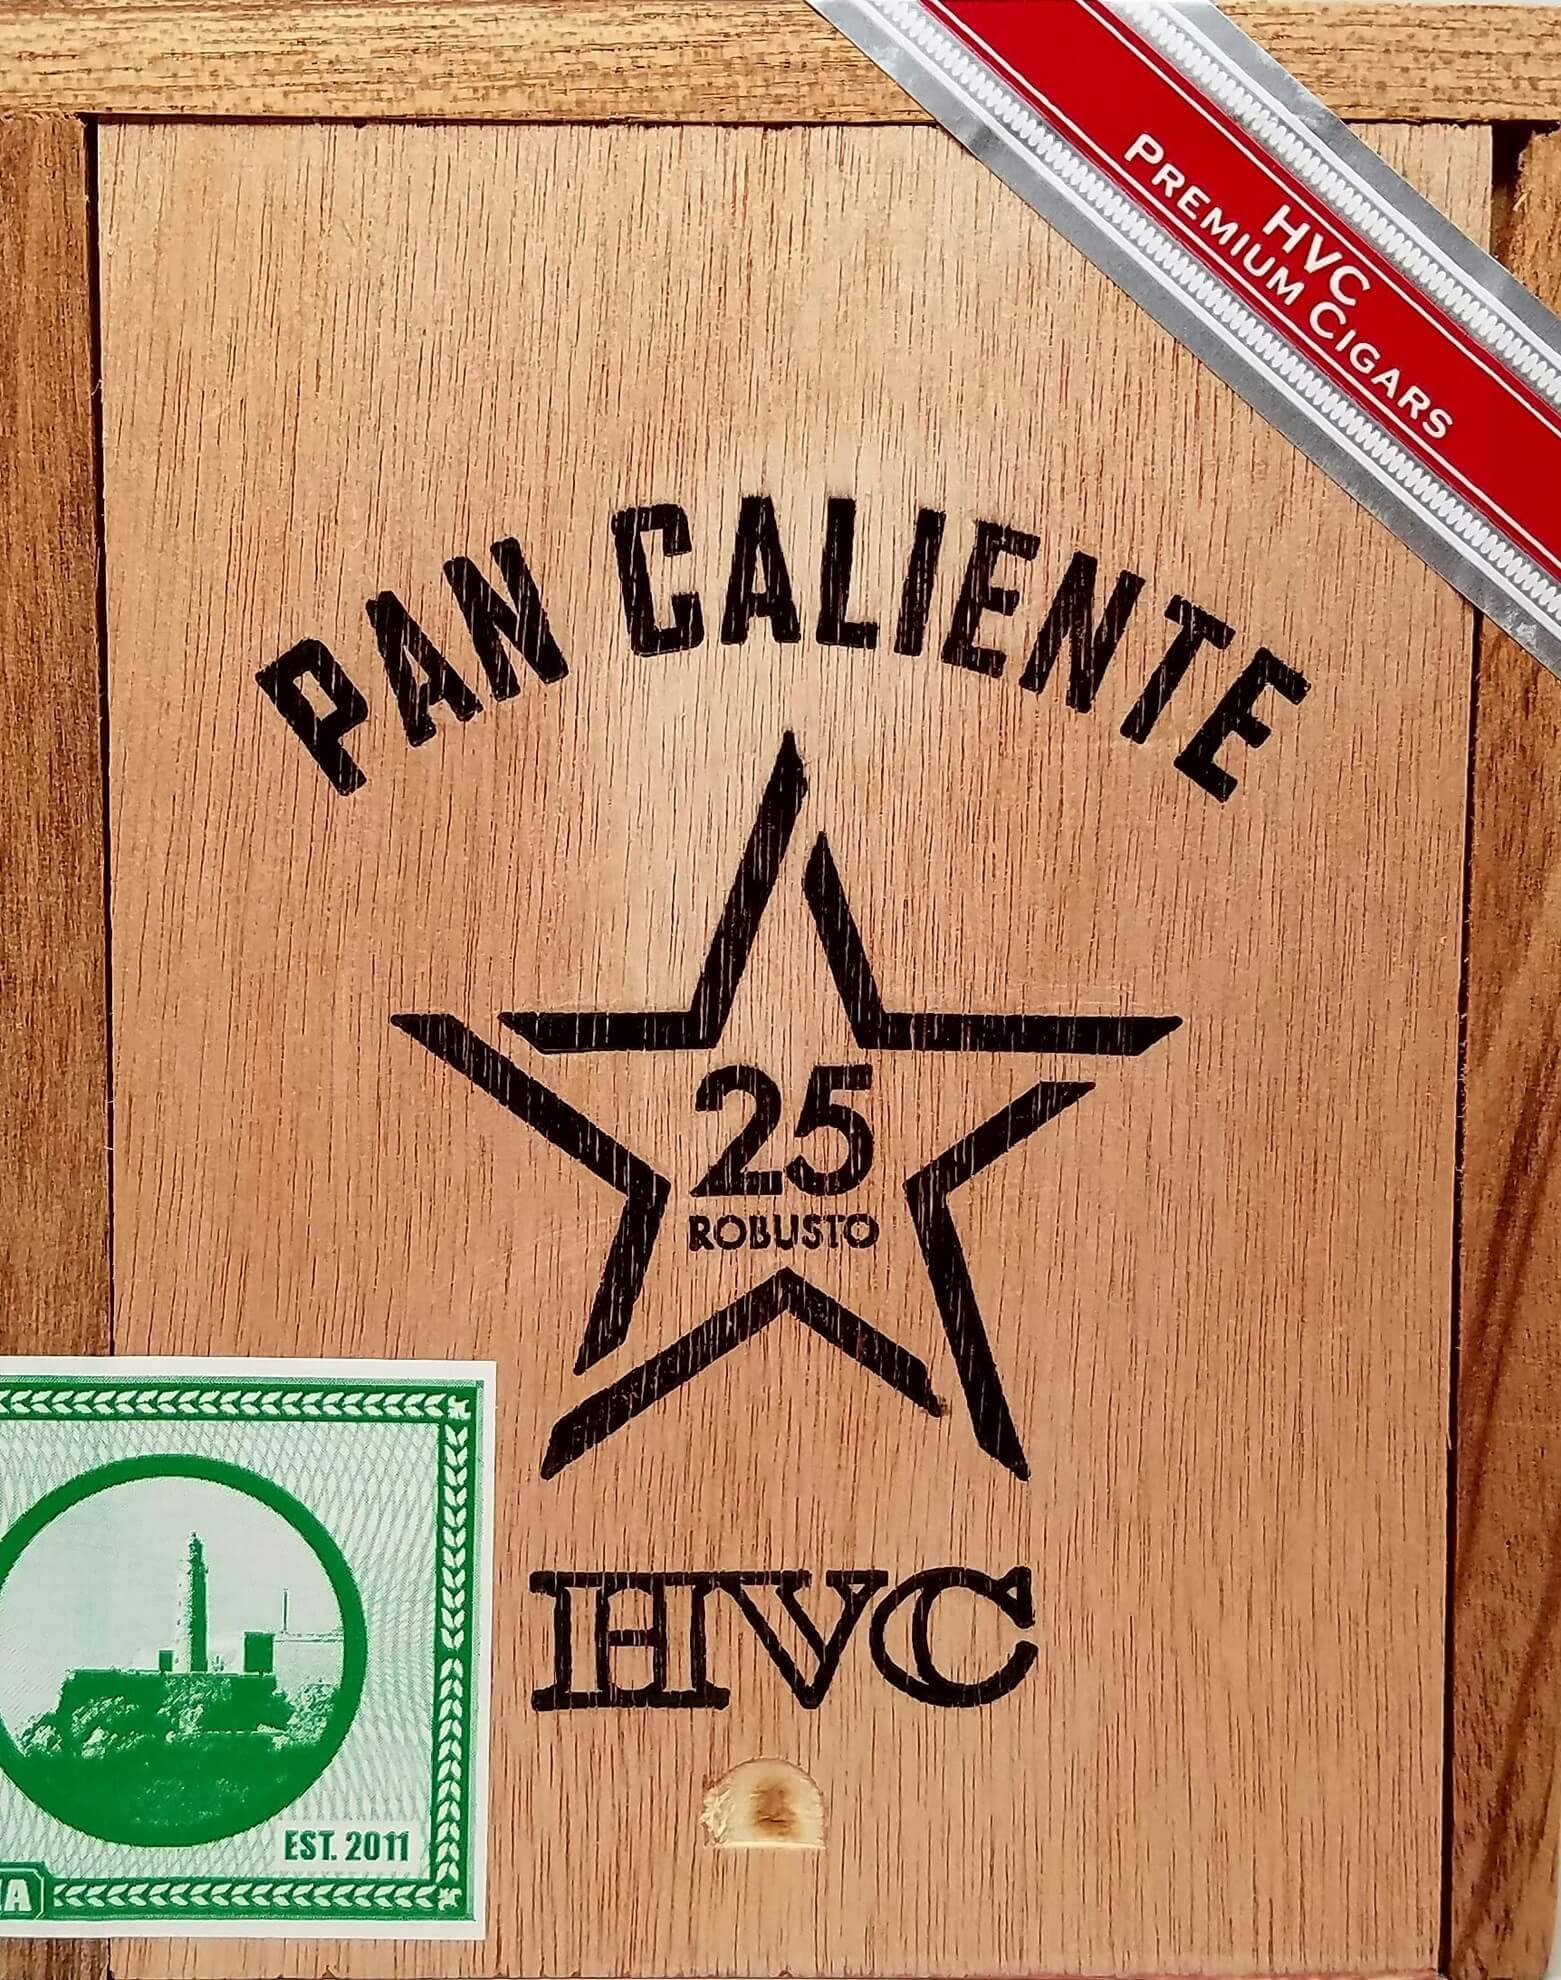 HVC
PREMIUM CIGARS
PAN CALIENTE
25
ROBUSTO
HVC
EST. 2011